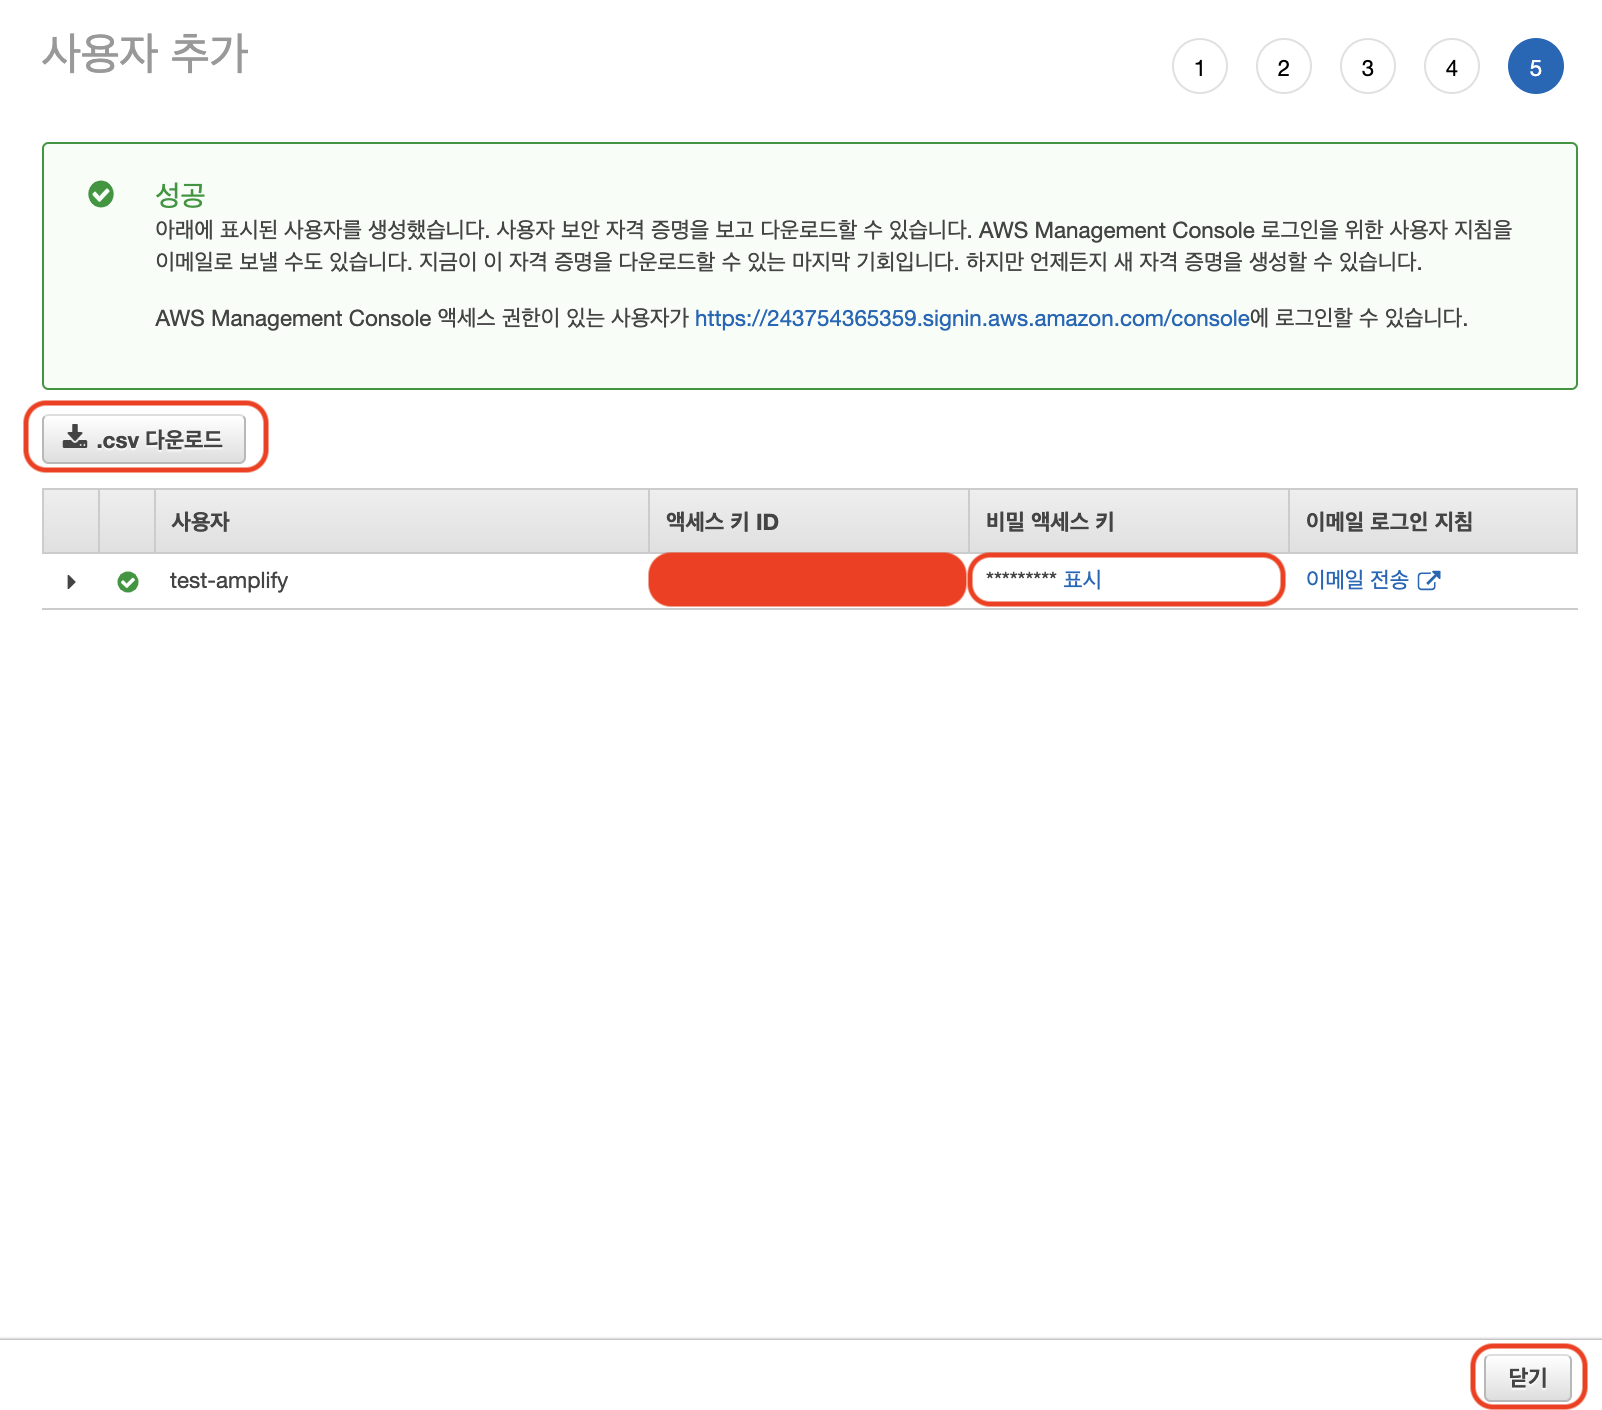 사용자 추가
1 2 3 4 5
성공
아래에 표시된 사용자를 생성했습니다. 사용자 보안 자격 증명을 보고 다운로드할 수 있습니다. AWS Management Console 로그인을 위한 사용자 지침을
이메일로 보낼 수도 있습니다. 지금이 이 자격 증명을 다운로드할 수 있는 마지막 기회입니다. 하지만 언제든지 새 자격 증명을 생성할 수 있습니다.
AWS Management Console 액세스 권한이 있는 사용자가 https://243754365359.signin.aws.amazon.com/console에 로그인할 수 있습니다.
.csv 다운로드
사용자 액세스 키 ID 비밀 액세스 키 이메일 로그인 지침
test-amplify ********* 표시 이메일 전송
닫기